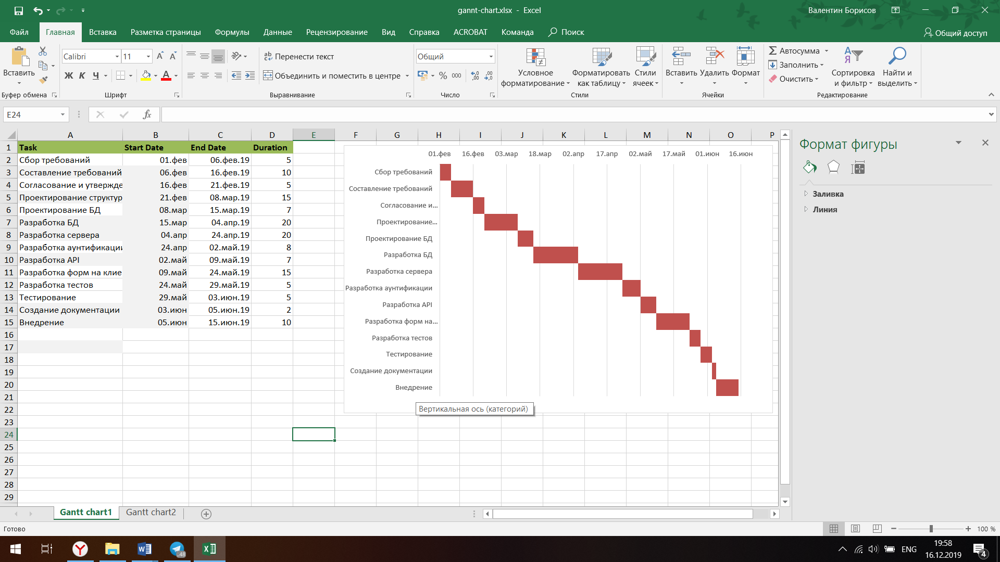 gannt-chart.xlsx - Excel
Валентин Борисов
Файл Главная Вставка Разметка страницы Формулы Данные Рецензирование Вид Справка ACROBAT Команда Поиск Общий доступ
Вставить
Calibri 11
Ж К Ч
Перенести текст
Объединить и поместить в центре
Общий
% 000
Условное форматирование
Форматировать как таблицу
Стили ячеек
Вставить Удалить Формат
Автосумма
Заполнить
Очистить
Сортировка и фильтр
Найти и выделить
Буфер обмена Шрифт Выравнивание Число Стили Ячейки Редактирование
E24 fx
A B C D E F G H I J K L M N O P
1 Task Start Date End Date Duration
2 Сбор требований 01.фев 06.фев.19 5
3 Составление требований 06.фев 16.фев.19 10
4 Согласование и утвержде 16.фев 21.фев.19 5
5 Проектирование структур 21.фев 08.мар.19 15
6 Проектирование БД 08.мар 15.мар.19 7
7 Разработка БД 15.мар 04.апр.19 20
8 Разработка сервера 04.апр 24.апр.19 20
9 Разработка аунтификации 24.апр 02.май.19 8
10 Разработка API 02.май 09.май.19 7
11 Разработка форм на клие 09.май 24.май.19 15
12 Разработка тестов 24.май 29.май.19 5
13 Тестирование 29.май 03.июн.19 5
14 Создание документации 03.июн 05.июн.19 2
15 Внедрение 05.июн 15.июн.19 10
16
17
18
19
20
21
22
23
24
25
26
27
28
29
01.фев 16.фев 03.мар 18.мар 02.апр 17.апр 02.май 17.май 01.июн 16.июн
Сбор требований
Составление требований
Согласование и...
Проектирование...
Проектирование БД
Разработка БД
Разработка сервера
Разработка аунтификации
Разработка API
Разработка форм на...
Разработка тестов
Тестирование
Создание документации
Внедрение
Вертикальная ось (категорий)
Формат фигуры
Заливка
Линия
Gantt chart1 Gantt chart2
Готово
100 %
48
ENG
19:58
16.12.2019
4